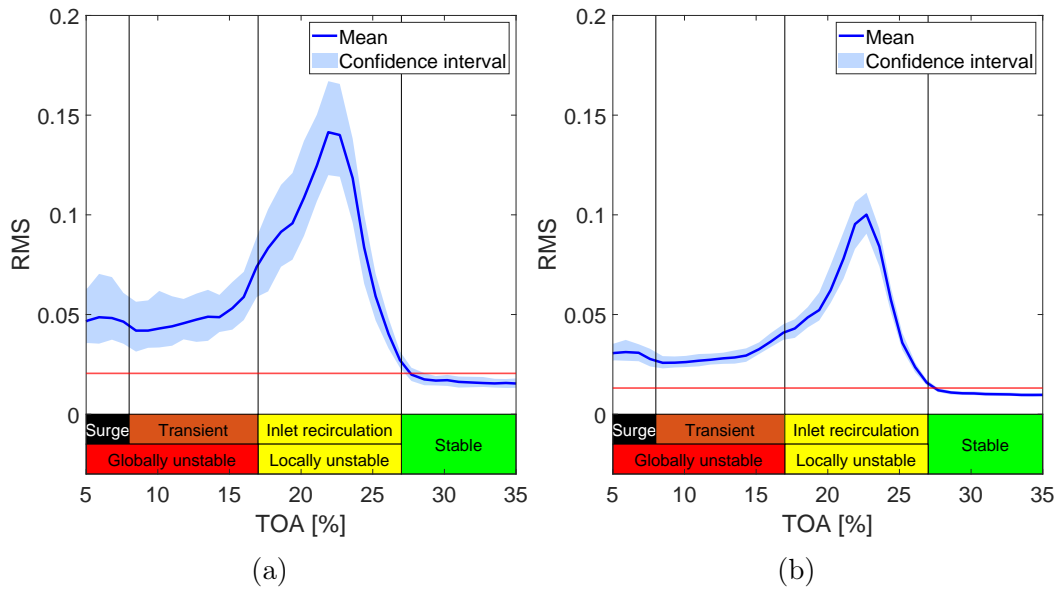 0.2
0.15
0.1
0.05
0
RMS
Mean
Confidence interval
Surge
Transient
Inlet recirculation
Stable
Globally unstable
Locally unstable
5 10 15 20 25 30 35
TOA [%]
(a)
0.2
0.15
0.1
0.05
0
RMS
Mean
Confidence interval
Surge
Transient
Inlet recirculation
Stable
Globally unstable
Locally unstable
5 10 15 20 25 30 35
TOA [%]
(b)